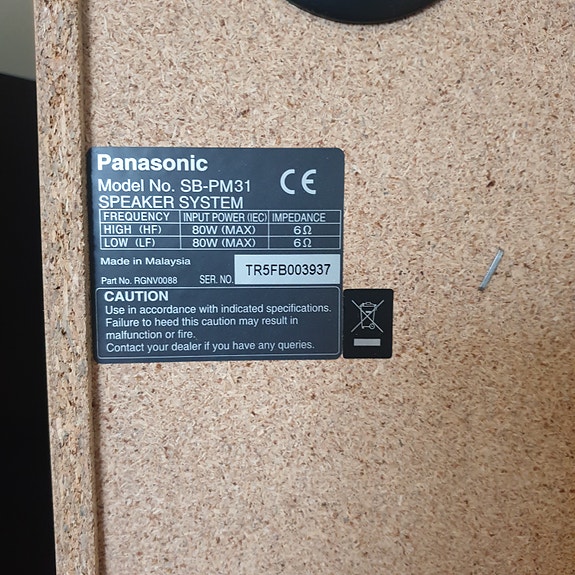 Panasonic
Model No. SB-PM31 CE
SPEAKER SYSTEM
FREQUENCY INPUT POWER (IEC) IMPEDANCE
HIGH (HF) 80W (MAX) 6Ω
LOW (LF) 80W (MAX) 6Ω
Made in Malaysia
Part No. RGNV0088 SER. NO. TR5FB003937
CAUTION
Use in accordance with indicated specifications.
Failure to heed this caution may result in
malfunction or fire.
Contact your dealer if you have any queries.